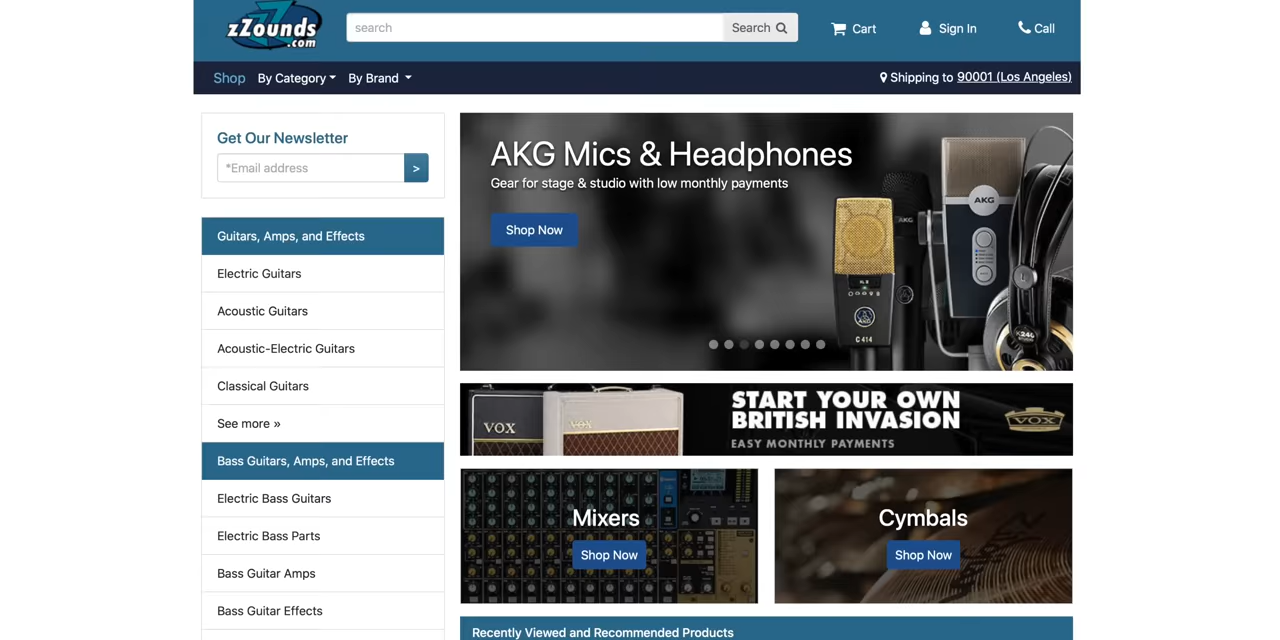 zZounds
.com
search
Search
Cart
Sign In
Call
Shop By Category By Brand
Shipping to 90001 (Los Angeles)
Get Our Newsletter
*Email address
>
Guitars, Amps, and Effects
Electric Guitars
Acoustic Guitars
Acoustic-Electric Guitars
Classical Guitars
See more »
Bass Guitars, Amps, and Effects
Electric Bass Guitars
Electric Bass Parts
Bass Guitar Amps
Bass Guitar Effects
AKG Mics & Headphones
Gear for stage & studio with low monthly payments
Shop Now
AKG
AKG
C 414
K240
VOX
VOX
START YOUR OWN
BRITISH INVASION
EASY MONTHLY PAYMENTS
VOX
Mixers
Shop Now
Cymbals
Shop Now
Recently Viewed and Recommended Products